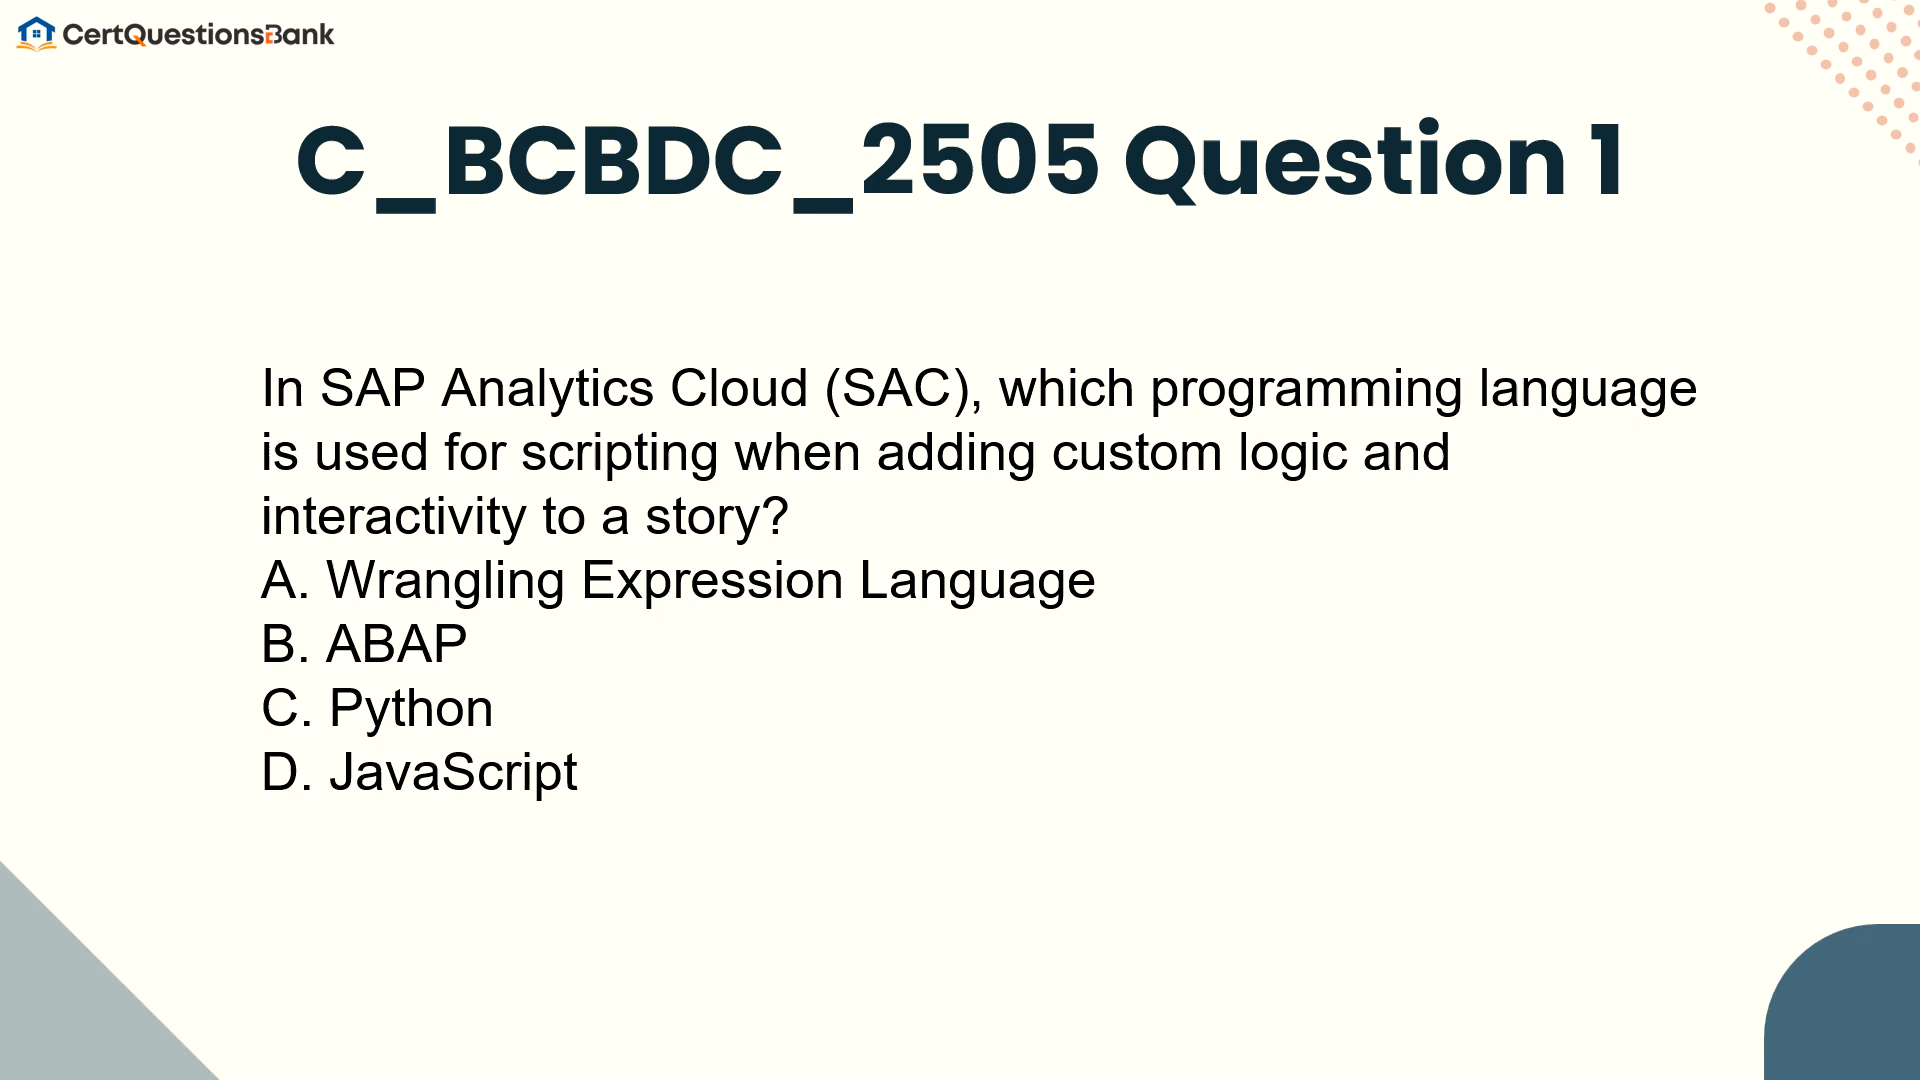 CertQuestionsBank
C_BCBDC_2505 Question 1
In SAP Analytics Cloud (SAC), which programming language
is used for scripting when adding custom logic and
interactivity to a story?
A. Wrangling Expression Language
B. ABAP
C. Python
D. JavaScript